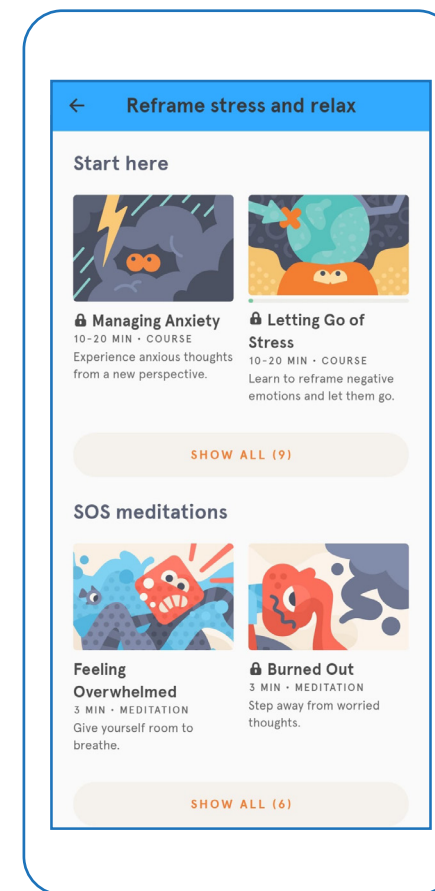 Reframe stress and relax
Start here
Managing Anxiety
10-20 MIN · COURSE
Experience anxious thoughts
from a new perspective.
Letting Go of
Stress
10-20 MIN · COURSE
Learn to reframe negative
emotions and let them go.
SHOW ALL (9)
SOS meditations
Feeling
Overwhelmed
3 MIN · MEDITATION
Give yourself room to
breathe.
Burned Out
3 MIN · MEDITATION
Step away from worried
thoughts.
SHOW ALL (6)